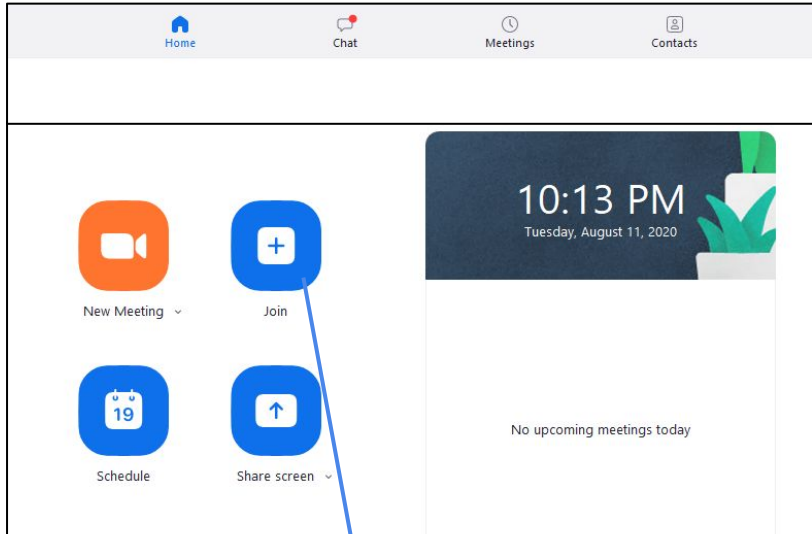 Home Chat Meetings Contacts
10:13 PM
Tuesday, August 11, 2020
New Meeting Join
19
Schedule Share screen
No upcoming meetings today